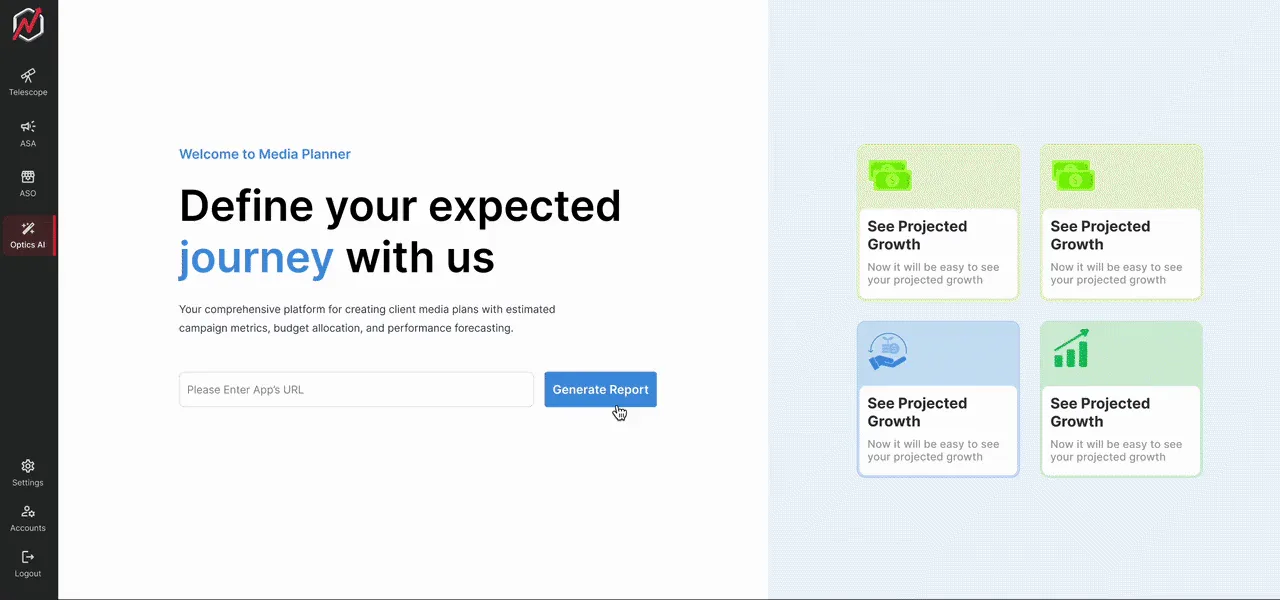 Telescope
ASA
ASO
Optics AI
Settings
Accounts
Logout
Welcome to Media Planner
Define your expected
journey with us
Your comprehensive platform for creating client media plans with estimated
campaign metrics, budget allocation, and performance forecasting.
Please Enter App's URL
Generate Report
See Projected
Growth
Now it will be easy to see
your projected growth
See Projected
Growth
Now it will be easy to see
your projected growth
See Projected
Growth
Now it will be easy to see
your projected growth
See Projected
Growth
Now it will be easy to see
your projected growth